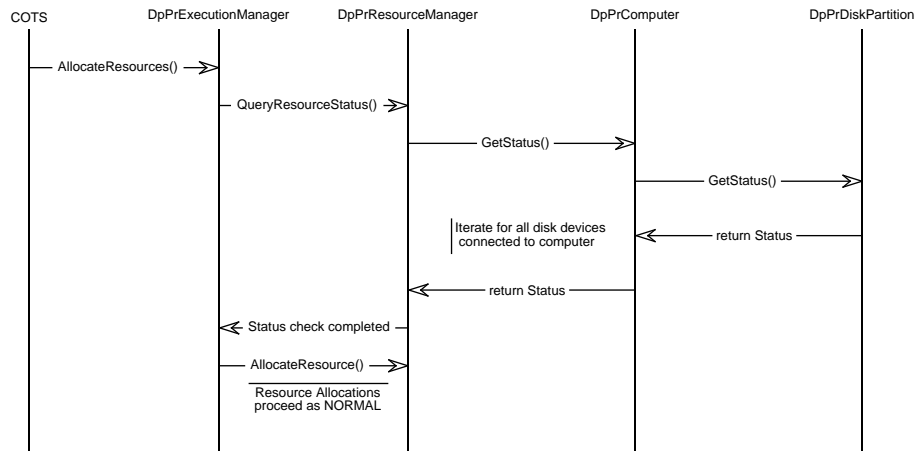 COTS
DpPrExecutionManager
DpPrResourceManager
DpPrComputer
DpPrDiskPartition
AllocateResources()
QueryResourceStatus()
GetStatus()
GetStatus()
Iterate for all disk devices
connected to computer
return Status
return Status
Status check completed
AllocateResource()
Resource Allocations
proceed as NORMAL